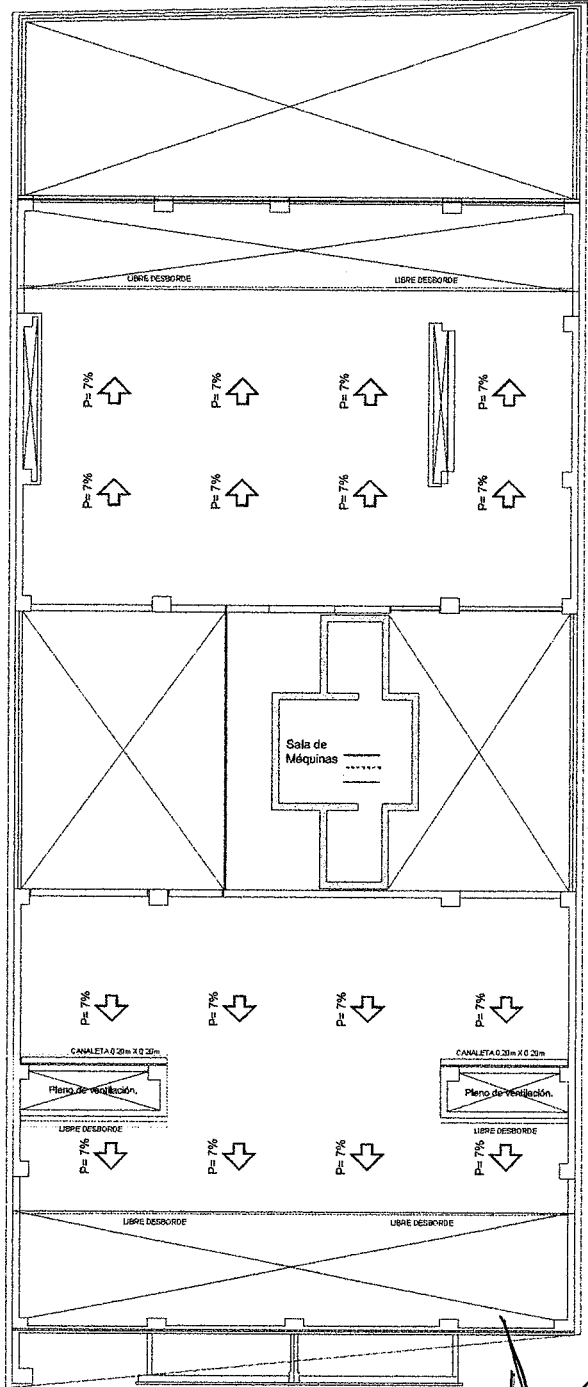 LIBRE DESBORDE LIBRE DESBORDE
P= 7% P= 7% P= 7% P= 7%
P= 7% P= 7% P= 7% P= 7%
Sala de
Máquinas
P= 7% P= 7% P= 7% P= 7%
CANALETA 0.20m X 0.20m CANALETA 0.20m X 0.20m
Pleno de ventilación. Pleno de ventilación.
LIBRE DESBORDE LIBRE DESBORDE
P= 7% P= 7% P= 7% P= 7%
LIBRE DESBORDE LIBRE DESBORDE